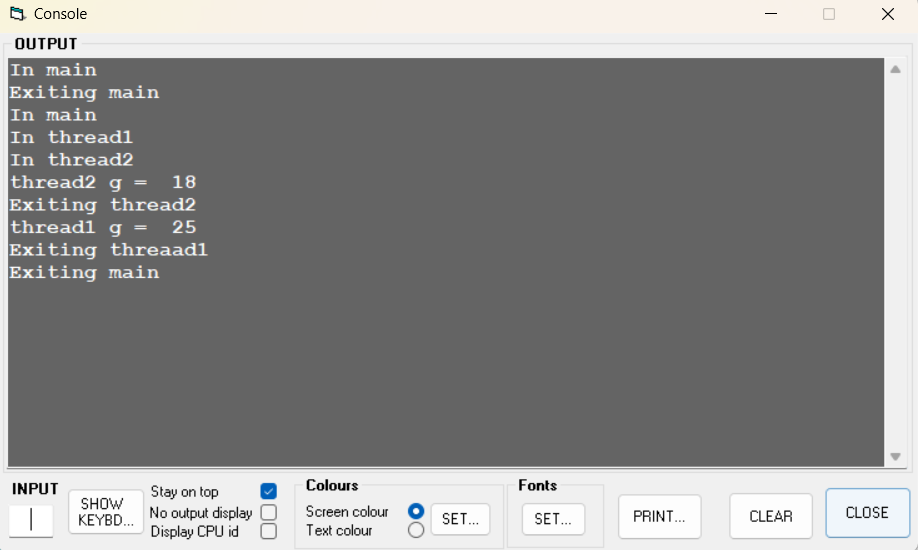 Console
OUTPUT
In main
Exiting main
In main
In thread1
In thread2
thread2 g =  18
Exiting thread2
thread1 g =  25
Exiting threaad1
Exiting main
INPUT
SHOW
KEYBD...
Stay on top
No output display
Display CPU id
Colours
Screen colour
Text colour
SET...
Fonts
SET...
PRINT...
CLEAR
CLOSE